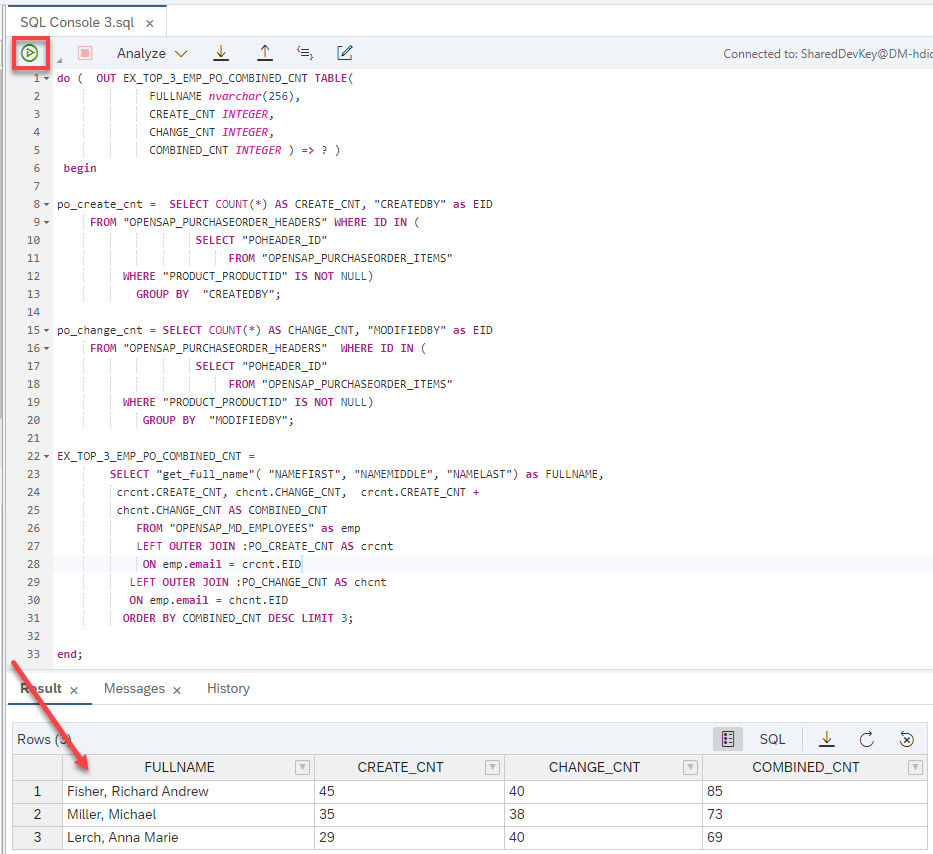 SQL Console 3.sql ×
Analyze
Connected to: SharedDevKey@DM-hdic
1 do ( OUT EX_TOP_3_EMP_PO_COMBINED_CNT TABLE(
2 FULLNAME nvarchar(256),
3 CREATE_CNT INTEGER,
4 CHANGE_CNT INTEGER,
5 COMBINED_CNT INTEGER ) => ? )
6 begin
7
8 po_create_cnt = SELECT COUNT(*) AS CREATE_CNT, "CREATEDBY" as EID
9 FROM "OPENSAP_PURCHASEORDER_HEADERS" WHERE ID IN (
10 SELECT "POHEADER_ID"
11 FROM "OPENSAP_PURCHASEORDER_ITEMS"
12 WHERE "PRODUCT_PRODUCTID" IS NOT NULL)
13 GROUP BY "CREATEDBY";
14
15 po_change_cnt = SELECT COUNT(*) AS CHANGE_CNT, "MODIFIEDBY" as EID
16 FROM "OPENSAP_PURCHASEORDER_HEADERS" WHERE ID IN (
17 SELECT "POHEADER_ID"
18 FROM "OPENSAP_PURCHASEORDER_ITEMS"
19 WHERE "PRODUCT_PRODUCTID" IS NOT NULL)
20 GROUP BY "MODIFIEDBY";
21
22 EX_TOP_3_EMP_PO_COMBINED_CNT =
23 SELECT "get_full_name"( "NAMEFIRST", "NAMEMIDDLE", "NAMELAST") as FULLNAME,
24 crcnt.CREATE_CNT, chcnt.CHANGE_CNT, crcnt.CREATE_CNT +
25 chcnt.CHANGE_CNT AS COMBINED_CNT
26 FROM "OPENSAP_MD_EMPLOYEES" as emp
27 LEFT OUTER JOIN :PO_CREATE_CNT AS crcnt
28 ON emp.email = crcnt.EID
29 LEFT OUTER JOIN :PO_CHANGE_CNT AS chcnt
30 ON emp.email = chcnt.EID
31 ORDER BY COMBINED_CNT DESC LIMIT 3;
32
33 end;
Result × Messages × History
Rows (3) SQL
FULLNAME CREATE_CNT CHANGE_CNT COMBINED_CNT
1 Fisher, Richard Andrew 45 40 85
2 Miller, Michael 35 38 73
3 Lerch, Anna Marie 29 40 69